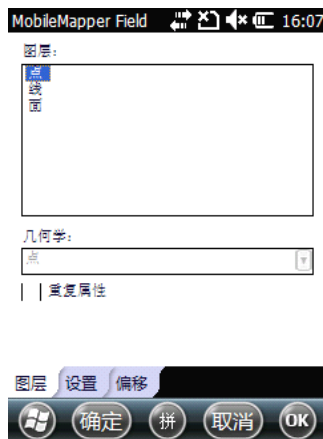 MobileMapper Field 16:07
图层:
点
线
面
几何学:
点
重复属性
图层 设置 偏移
确定 拼 取消 OK